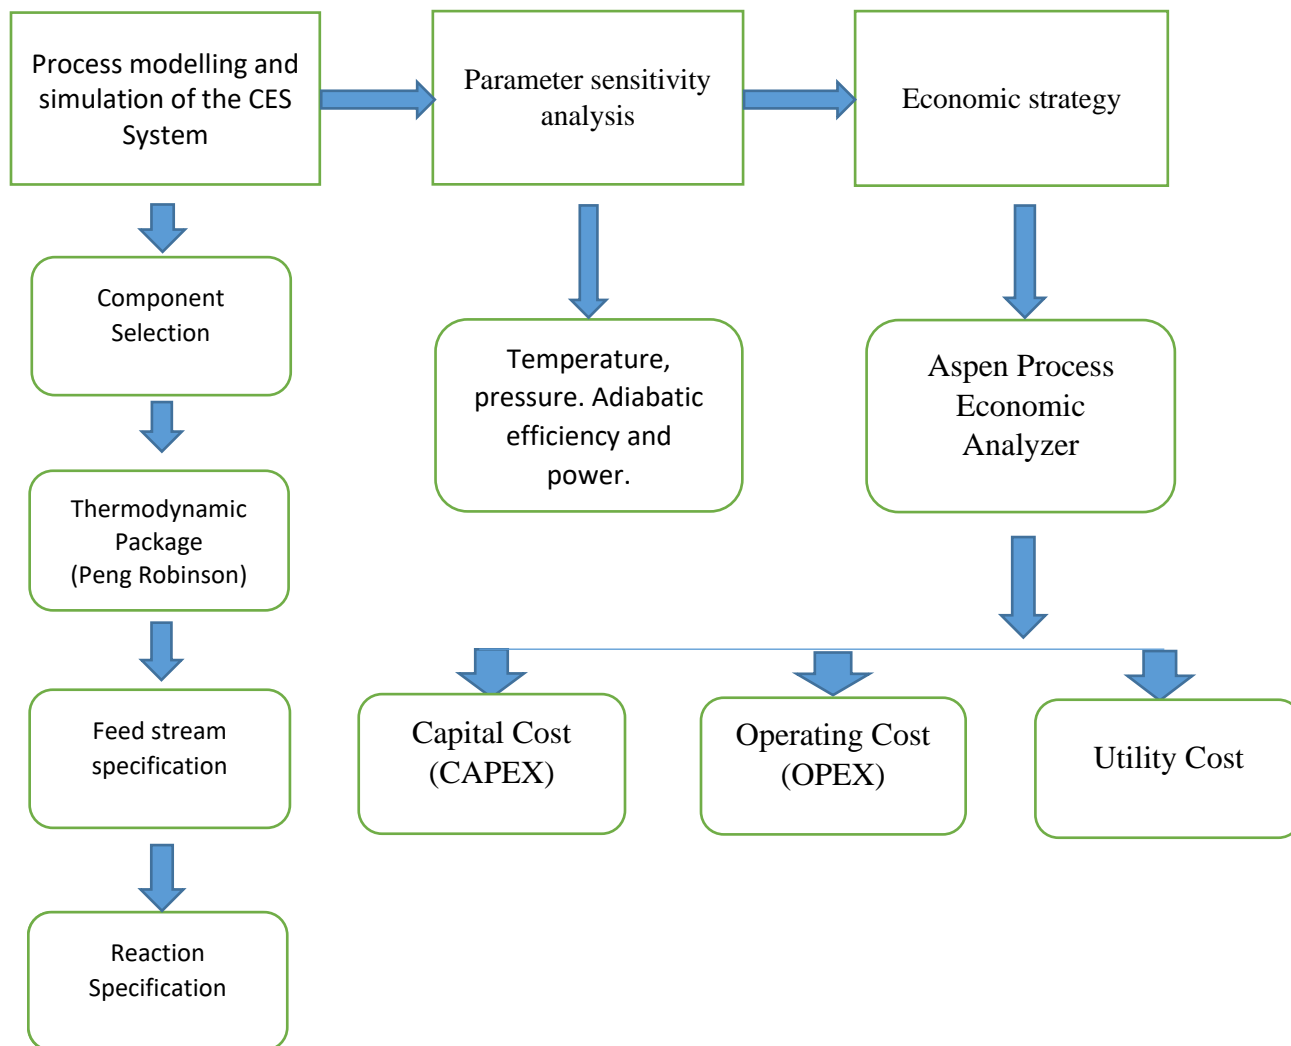 Process modelling and
simulation of the CES
System
Parameter sensitivity
analysis
Economic strategy
Component
Selection
Temperature,
pressure. Adiabatic
efficiency and
power.
Aspen Process
Economic
Analyzer
Thermodynamic
Package
(Peng Robinson)
Feed stream
specification
Capital Cost
(CAPEX)
Operating Cost
(OPEX)
Utility Cost
Reaction
Specification